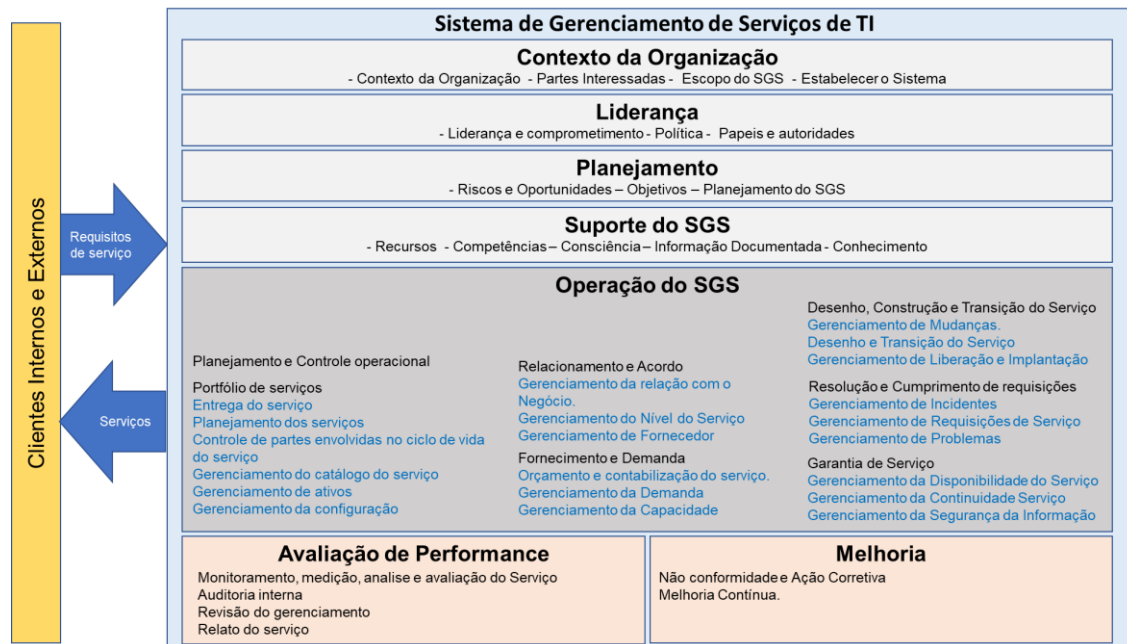 Sistema de Gerenciamento de Serviços de TI
Clientes Internos e Externos
Requisitos
de serviço
Serviços
Contexto da Organização
- Contexto da Organização - Partes Interessadas - Escopo do SGS - Estabelecer o Sistema
Liderança
- Liderança e comprometimento - Política - Papeis e autoridades
Planejamento
- Riscos e Oportunidades – Objetivos – Planejamento do SGS
Suporte do SGS
- Recursos - Competências – Consciência – Informação Documentada - Conhecimento
Operação do SGS
Planejamento e Controle operacional
Portfólio de serviços
Entrega do serviço
Planejamento dos serviços
Controle de partes envolvidas no ciclo de vida
do serviço
Gerenciamento do catálogo do serviço
Gerenciamento de ativos
Gerenciamento da configuração
Relacionamento e Acordo
Gerenciamento da relação com o
Negócio.
Gerenciamento do Nível do Serviço
Gerenciamento de Fornecedor
Fornecimento e Demanda
Orçamento e contabilização do serviço.
Gerenciamento da Demanda
Gerenciamento da Capacidade
Desenho, Construção e Transição do Serviço
Gerenciamento de Mudanças.
Desenho e Transição do Serviço
Gerenciamento de Liberação e Implantação
Resolução e Cumprimento de requisições
Gerenciamento de Incidentes
Gerenciamento de Requisições de Serviço
Gerenciamento de Problemas
Garantia de Serviço
Gerenciamento da Disponibilidade do Serviço
Gerenciamento da Continuidade Serviço
Gerenciamento da Segurança da Informação
Avaliação de Performance
Monitoramento, medição, analise e avaliação do Serviço
Auditoria interna
Revisão do gerenciamento
Relato do serviço
Melhoria
Não conformidade e Ação Corretiva
Melhoria Contínua.